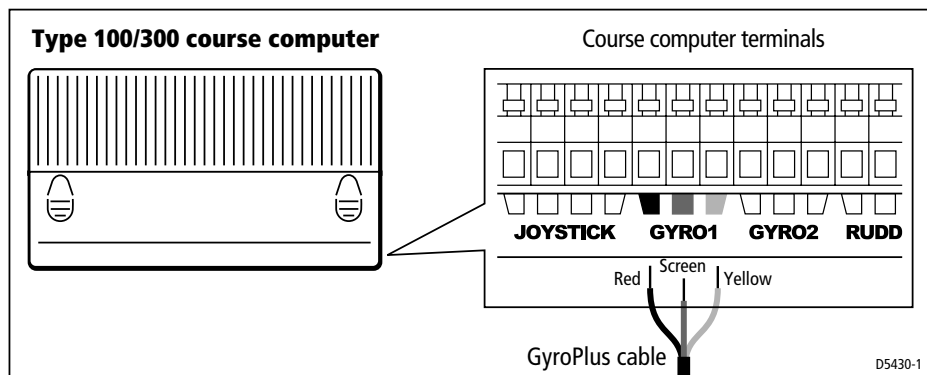 Type 100/300 course computer
Course computer terminals
JOYSTICK GYRO1 GYRO2 RUDD
Red Screen Yellow
GyroPlus cable
D5430-1